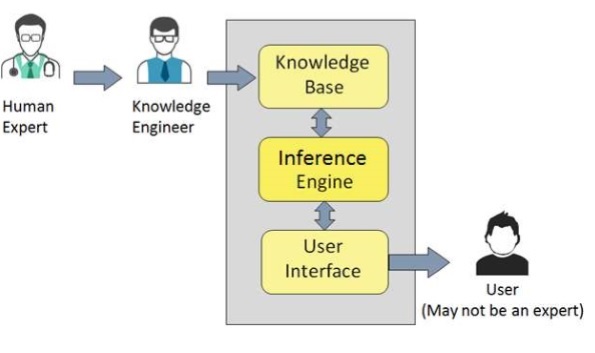 Human
Expert
Knowledge
Engineer
Knowledge
Base
Inference
Engine
User
Interface
User
(May not be an expert)